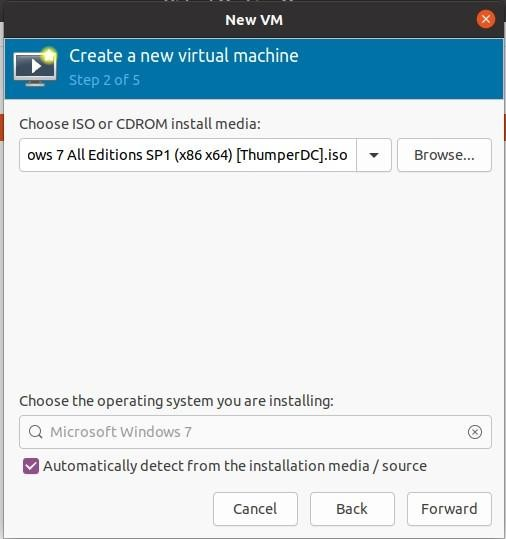 New VM
Create a new virtual machine
Step 2 of 5
Choose ISO or CDROM install media:
ows 7 All Editions SP1 (x86 x64) [ThumperDC].iso
Browse...
Choose the operating system you are installing:
Microsoft Windows 7
Automatically detect from the installation media / source
Cancel
Back
Forward